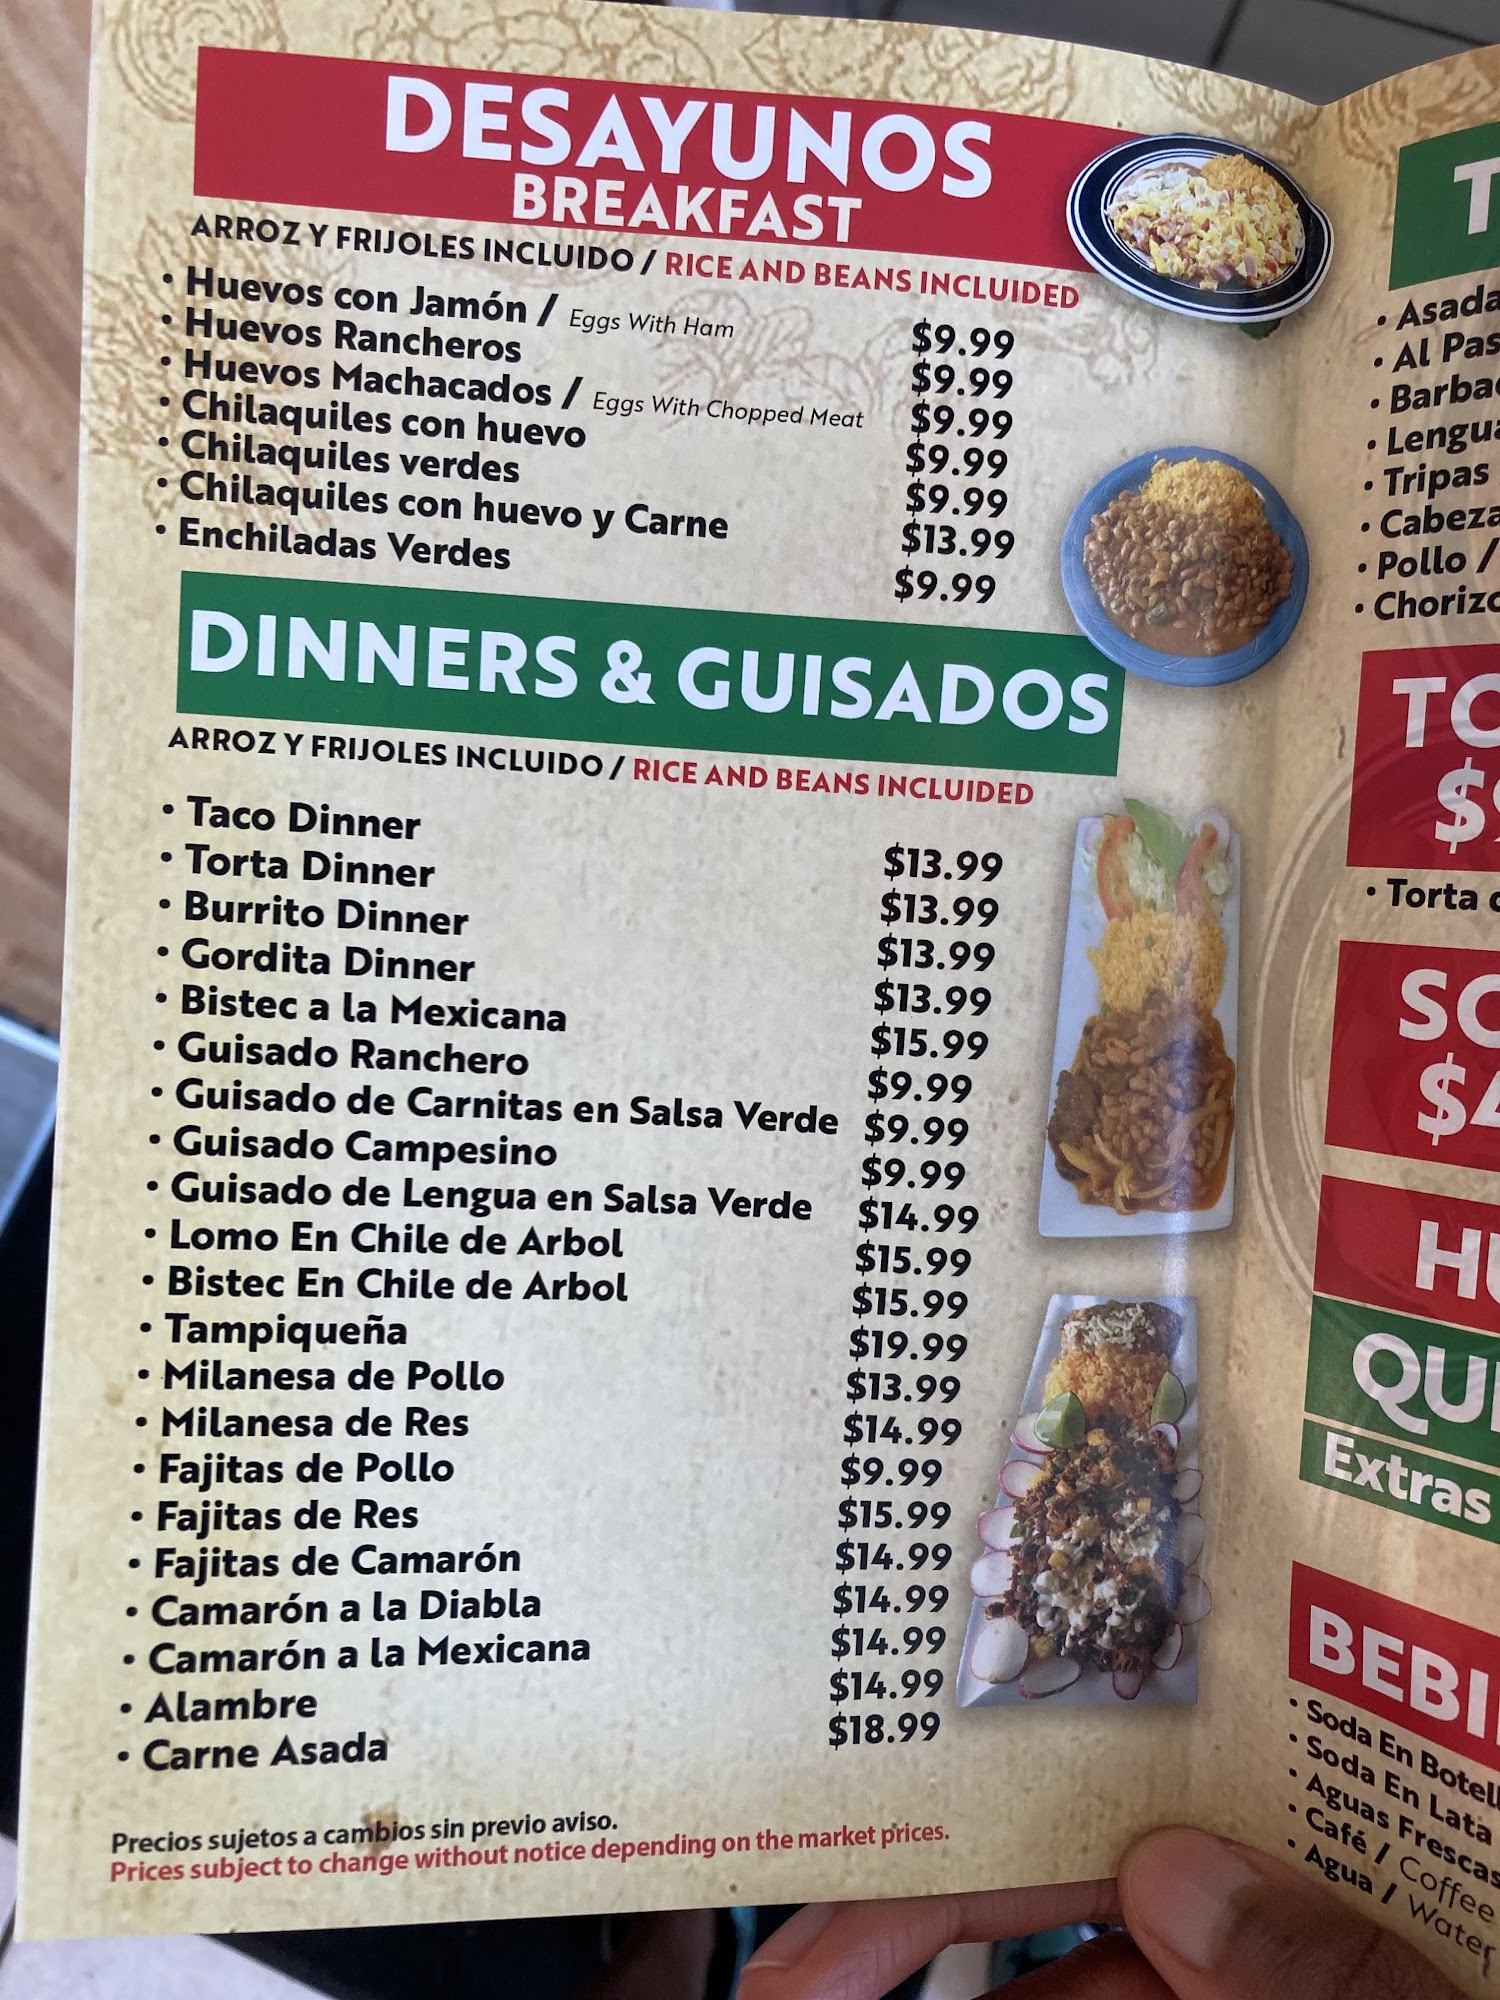 DESAYUNOS
BREAKFAST
ARROZ Y FRIJOLES INCLUIDO / RICE AND BEANS INCLUIDED
• Huevos con Jamón / Eggs With Ham $9.99
• Huevos Rancheros $9.99
• Huevos Machacados / Eggs With Chopped Meat $9.99
• Chilaquiles con huevo $9.99
• Chilaquiles verdes $9.99
• Chilaquiles con huevo y Carne $13.99
• Enchiladas Verdes $9.99
DINNERS & GUISADOS
ARROZ Y FRIJOLES INCLUIDO / RICE AND BEANS INCLUIDED
• Taco Dinner $13.99
• Torta Dinner $13.99
• Burrito Dinner $13.99
• Gordita Dinner $13.99
• Bistec a la Mexicana $15.99
• Guisado Ranchero $9.99
• Guisado de Carnitas en Salsa Verde $9.99
• Guisado Campesino $9.99
• Guisado de Lengua en Salsa Verde $14.99
• Lomo En Chile de Arbol $15.99
• Bistec En Chile de Arbol $15.99
• Tampiqueña $19.99
• Milanesa de Pollo $13.99
• Milanesa de Res $14.99
• Fajitas de Pollo $9.99
• Fajitas de Res $15.99
• Fajitas de Camarón $14.99
• Camarón a la Diabla $14.99
• Camarón a la Mexicana $14.99
• Alambre $14.99
• Carne Asada $18.99
Precios sujetos a cambios sin previo aviso.
Prices subject to change without notice depending on the market prices.
• Asada
• Al
• Lengua
• Tripas
• Cabeza
• Pollo /
• Torta
Extras
• Soda En
• Soda En Lata
• Aguas Frescas
• Café / Coffee
• Agua / Water